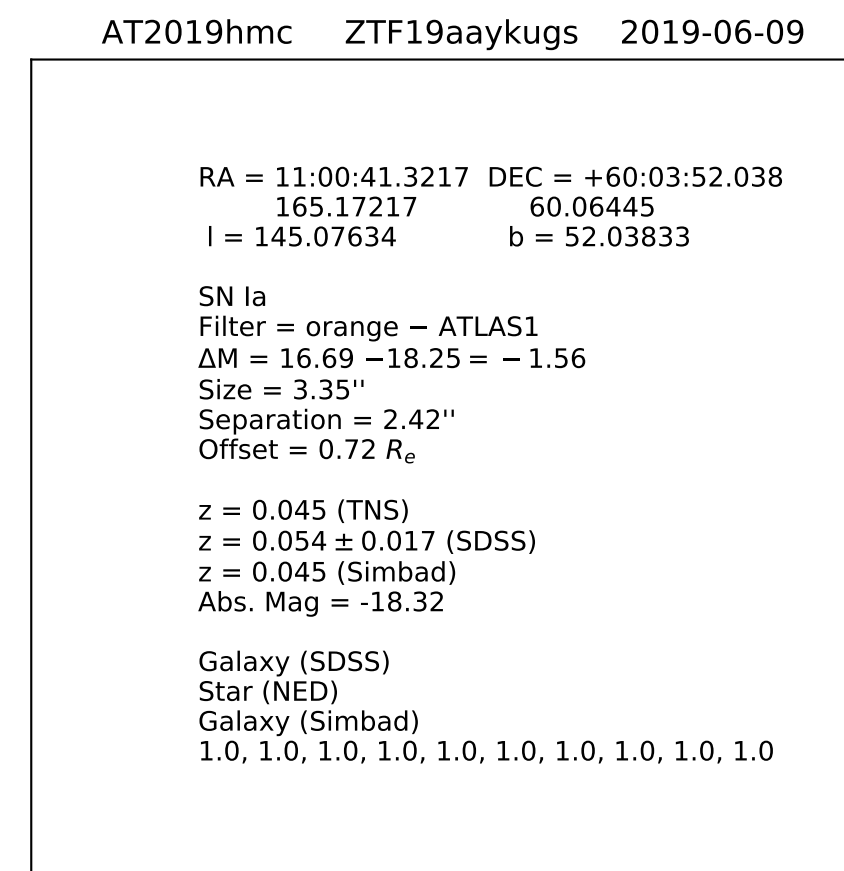 AT2019hmc ZTF19aaykugs 2019-06-09
RA = 11:00:41.3217 DEC = +60:03:52.038
165.17217 60.06445
l = 145.07634 b = 52.03833
SN Ia
Filter = orange − ATLAS1
ΔM = 16.69 −18.25 = − 1.56
Size = 3.35''
Separation = 2.42''
Offset = 0.72 Re
z = 0.045 (TNS)
z = 0.054 ± 0.017 (SDSS)
z = 0.045 (Simbad)
Abs. Mag = -18.32
Galaxy (SDSS)
Star (NED)
Galaxy (Simbad)
1.0, 1.0, 1.0, 1.0, 1.0, 1.0, 1.0, 1.0, 1.0, 1.0